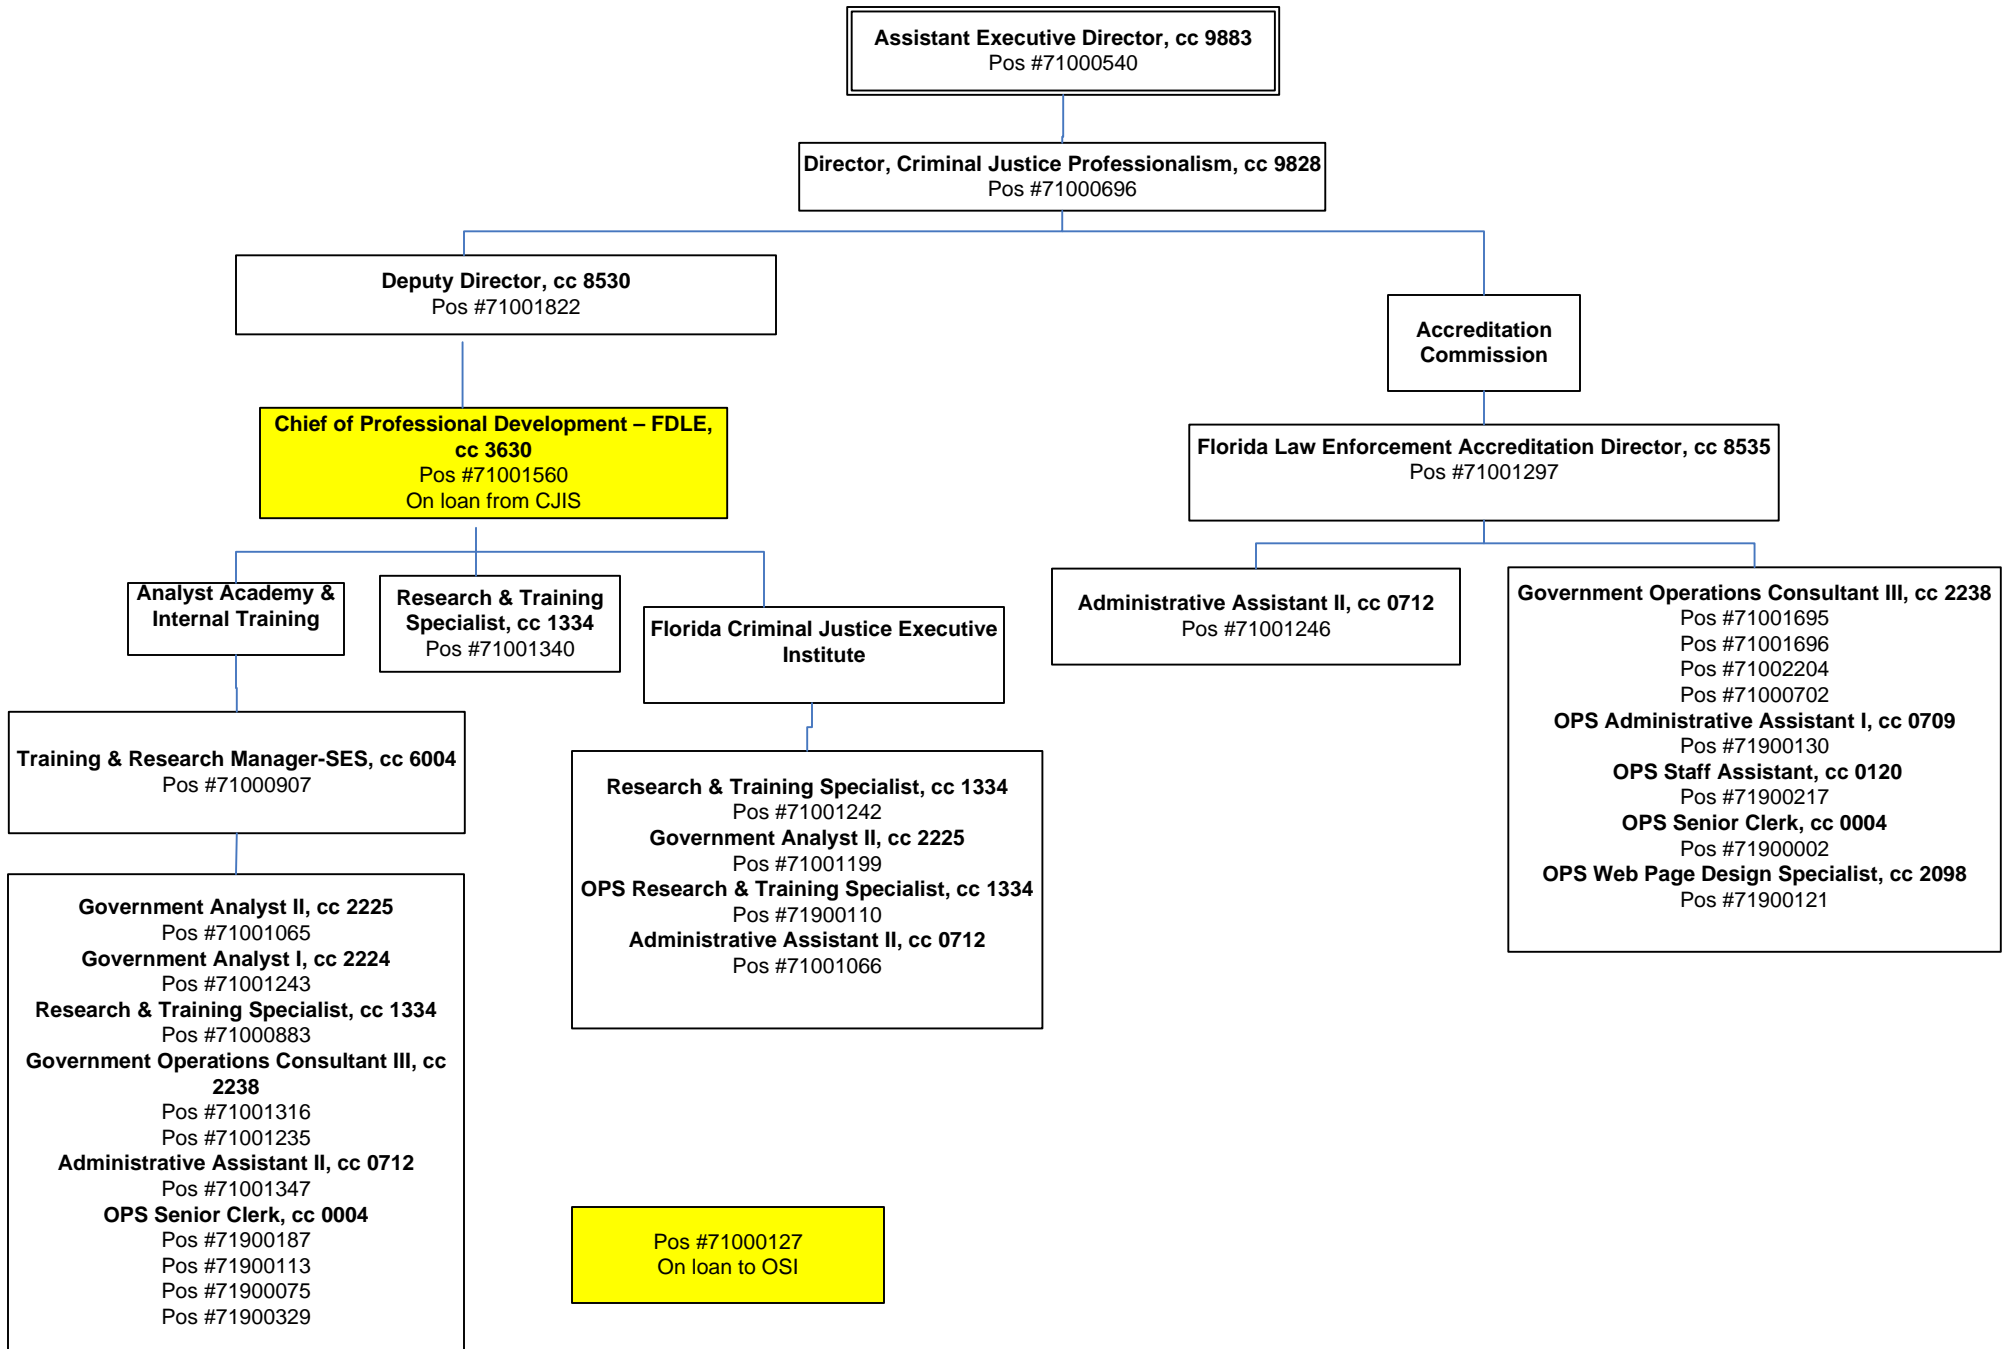 Assistant Executive Director, cc 9883
Pos #71000540
Director, Criminal Justice Professionalism, cc 9828
Pos #71000696
Deputy Director, cc 8530
Pos #71001822
Accreditation
Commission
Chief of Professional Development – FDLE,
cc 3630
Pos #71001560
On loan from CJIS
Florida Law Enforcement Accreditation Director, cc 8535
Pos #71001297
Analyst Academy &
Internal Training
Research & Training
Specialist, cc 1334
Pos #71001340
Florida Criminal Justice Executive
Institute
Administrative Assistant II, cc 0712
Pos #71001246
Government Operations Consultant III, cc 2238
Pos #71001695
Pos #71001696
Pos #71002204
Pos #71000702
OPS Administrative Assistant I, cc 0709
Pos #71900130
OPS Staff Assistant, cc 0120
Pos #71900217
OPS Senior Clerk, cc 0004
Pos #71900002
OPS Web Page Design Specialist, cc 2098
Pos #71900121
Training & Research Manager-SES, cc 6004
Pos #71000907
Research & Training Specialist, cc 1334
Pos #71001242
Government Analyst II, cc 2225
Pos #71001199
OPS Research & Training Specialist, cc 1334
Pos #71900110
Administrative Assistant II, cc 0712
Pos #71001066
Government Analyst II, cc 2225
Pos #71001065
Government Analyst I, cc 2224
Pos #71001243
Research & Training Specialist, cc 1334
Pos #71000883
Government Operations Consultant III, cc
2238
Pos #71001316
Pos #71001235
Administrative Assistant II, cc 0712
Pos #71001347
OPS Senior Clerk, cc 0004
Pos #71900187
Pos #71900113
Pos #71900075
Pos #71900329
Pos #71000127
On loan to OSI